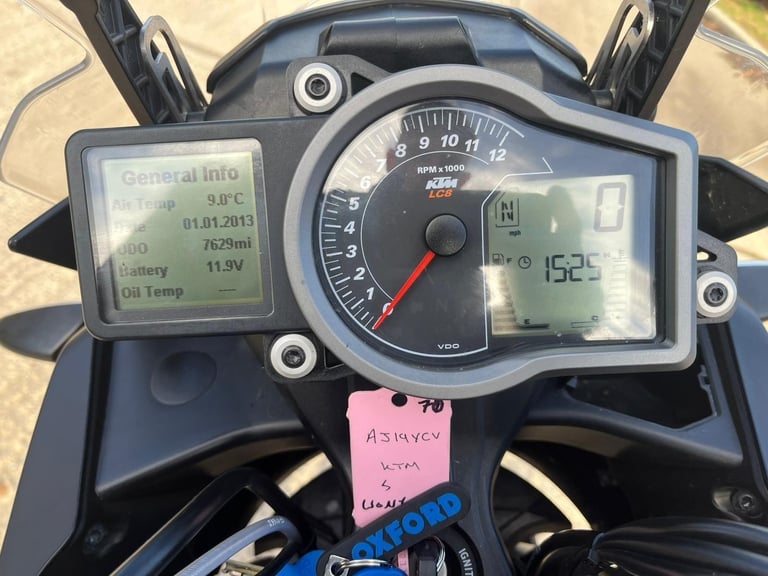 General Info
Air Temp 9.0°C
Date 01.01.2013
ODO 7629mi
Battery 11.9V
Oil Temp ---
0 1 2 3 4 5 6 7 8 9 10 11 12
RPM x 1000
KTM
LC8
VDO
N
mph
0
F
15:25
E
70
AJ19YCV
KTM
OXFORD